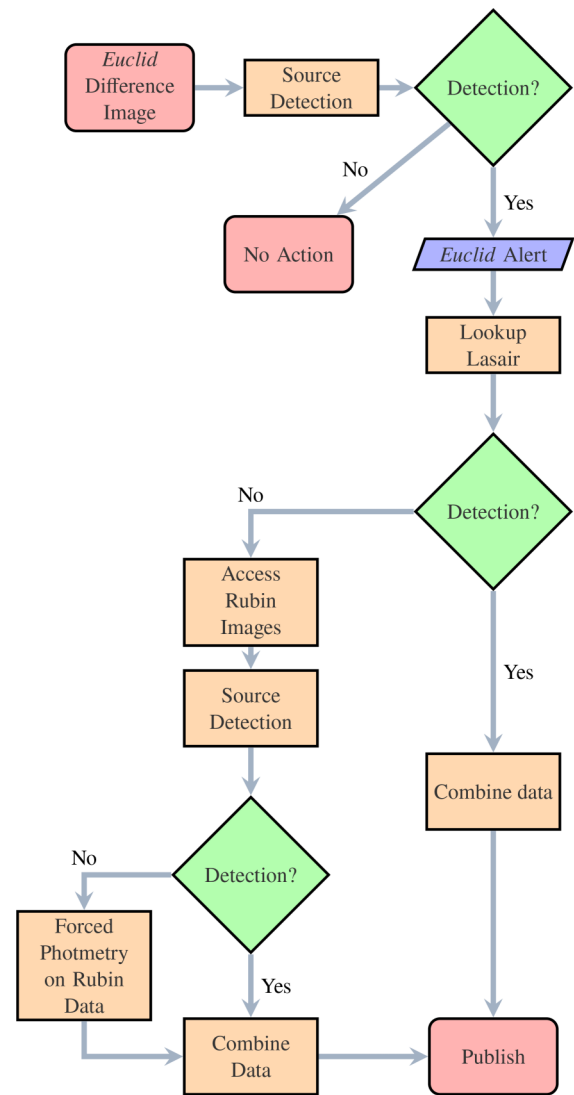 Euclid
Difference
Image
Source
Detection
Detection?
No
Yes
No Action
Euclid Alert
Lookup
Lasair
Detection?
No
Yes
Access
Rubin
Images
Source
Detection
Combine data
Detection?
No
Yes
Forced
Photmetry
on Rubin
Data
Combine
Data
Publish